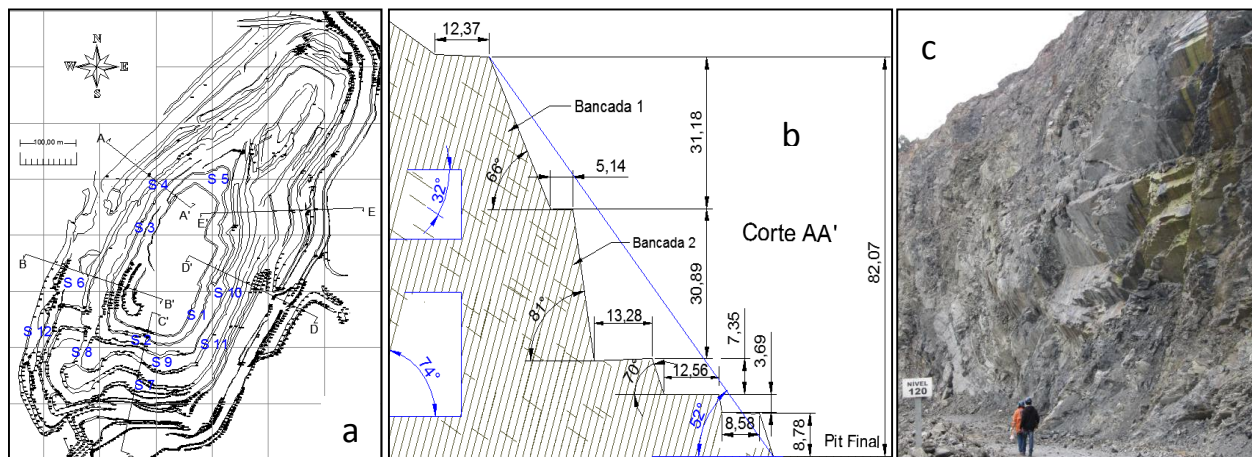 N
W E
S
100,00 m
A
S 4
S 5
A'
E' E
S 3
B
D'
S 6
S 10
B'
C'
S 1
D
S 12
S 2
S 11
S 8
S 9
S 7
a
12,37
Bancada 1
b
31,18
66°
5,14
32°
Bancada 2
Corte AA'
82,07
30,89
81°
13,28
7,35
3,69
70°
12,56
74°
52°
8,58
8,78
Pit Final
c
NIVEL
120